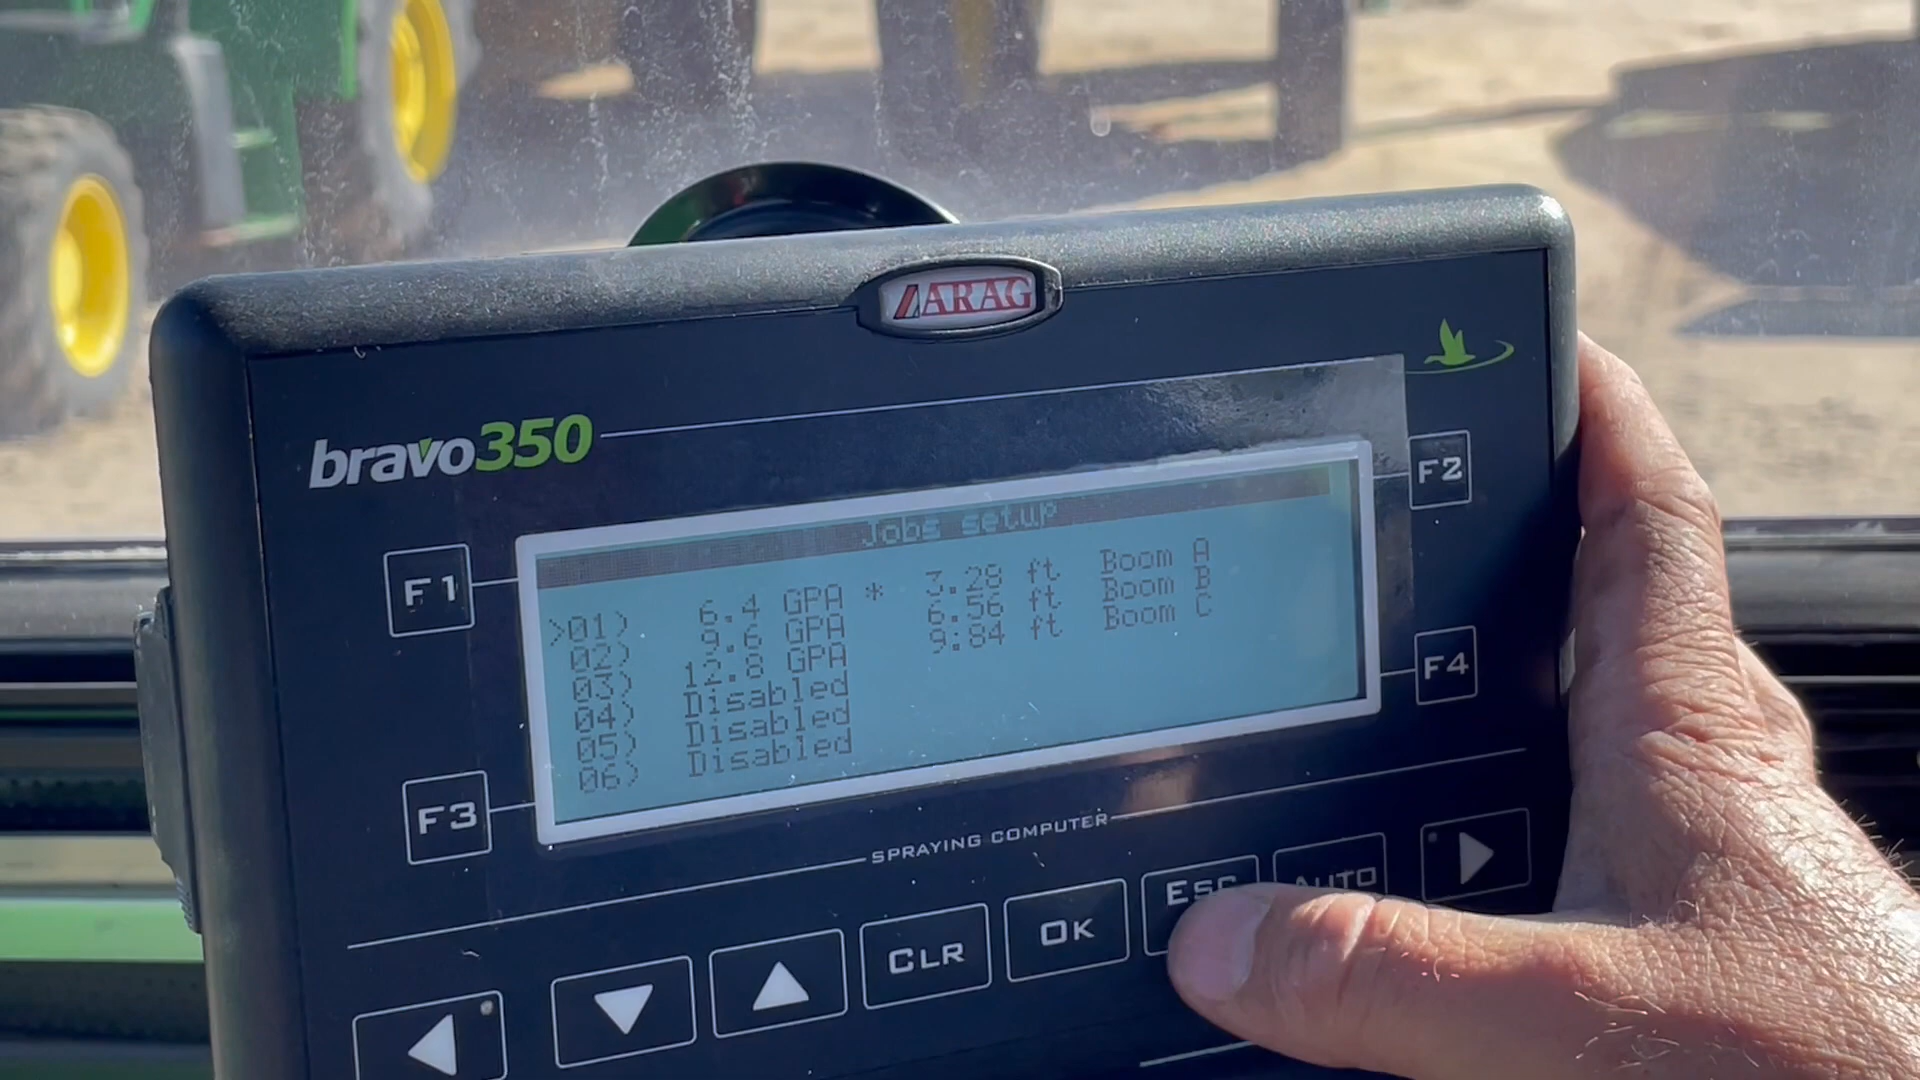 ARAG
bravo350
F1
F2
F3
F4
Jobs setup
>01) 6.4 GPA * 3.28 ft Boom A
02) 9.6 GPA 6.56 ft Boom B
03) 12.8 GPA 9:84 ft Boom C
04) Disabled
05) Disabled
06) Disabled
SPRAYING COMPUTER
CLR
OK
ESC
AUTO